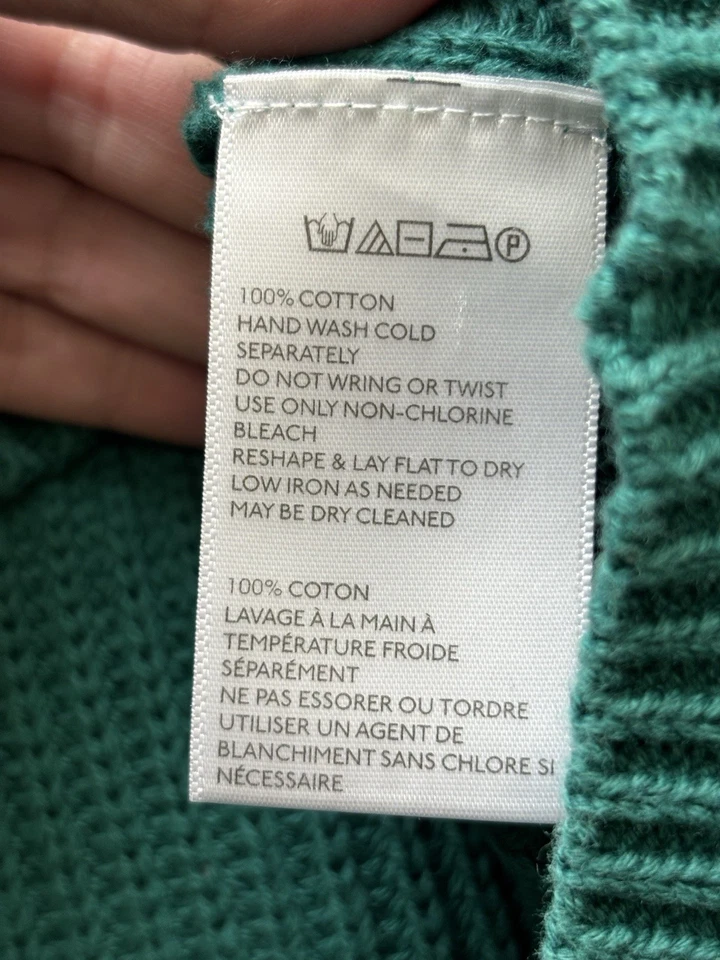 P
100% COTTON
HAND WASH COLD
SEPARATELY
DO NOT WRING OR TWIST
USE ONLY NON-CHLORINE
BLEACH
RESHAPE & LAY FLAT TO DRY
LOW IRON AS NEEDED
MAY BE DRY CLEANED
100% COTON
LAVAGE À LA MAIN À
TEMPÉRATURE FROIDE
SÉPARÉMENT
NE PAS ESSORER OU TORDRE
UTILISER UN AGENT DE
BLANCHIMENT SANS CHLORE SI
NÉCESSAIRE